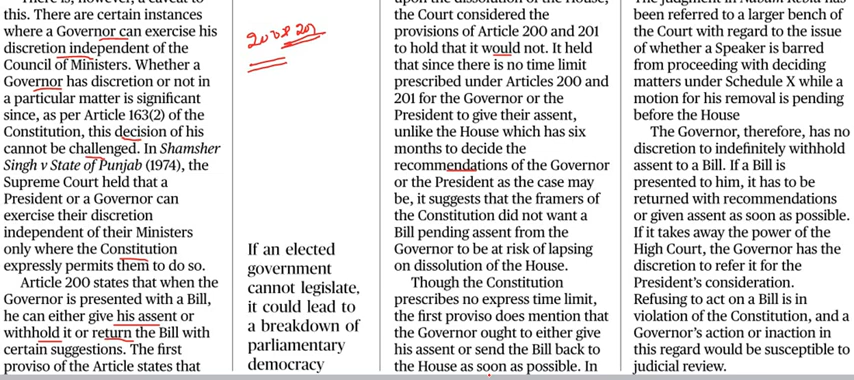 There is, however, a caveat to
this. There are certain instances
where a Governor can exercise his
discretion independent of the
Council of Ministers. Whether a
Governor has discretion or not in
a particular matter is significant
since, as per Article 163(2) of the
Constitution, this decision of his
cannot be challenged. In Shamsher
Singh v State of Punjab (1974), the
Supreme Court held that a
President or a Governor can
exercise their discretion
independent of their Ministers
only where the Constitution
expressly permits them to do so.
Article 200 states that when the
Governor is presented with a Bill,
he can either give his assent or
withhold it or return the Bill with
certain suggestions. The first
proviso of the Article states that
200 & 201
If an elected
government
cannot legislate,
it could lead to
a breakdown of
parliamentary
democracy
upon the dissolution of the House,
the Court considered the
provisions of Article 200 and 201
to hold that it would not. It held
that since there is no time limit
prescribed under Articles 200 and
201 for the Governor or the
President to give their assent,
unlike the House which has six
months to decide the
recommendations of the Governor
or the President as the case may
be, it suggests that the framers of
the Constitution did not want a
Bill pending assent from the
Governor to be at risk of lapsing
on dissolution of the House.
Though the Constitution
prescribes no express time limit,
the first proviso does mention that
the Governor ought to either give
his assent or send the Bill back to
the House as soon as possible. In
The judgment in Nabam Rebia has
been referred to a larger bench of
the Court with regard to the issue
of whether a Speaker is barred
from proceeding with deciding
matters under Schedule X while a
motion for his removal is pending
before the House
The Governor, therefore, has no
discretion to indefinitely withhold
assent to a Bill. If a Bill is
presented to him, it has to be
returned with recommendations
or given assent as soon as possible.
If it takes away the power of the
High Court, the Governor has the
discretion to refer it for the
President's consideration.
Refusing to act on a Bill is in
violation of the Constitution, and a
Governor's action or inaction in
this regard would be susceptible to
judicial review.